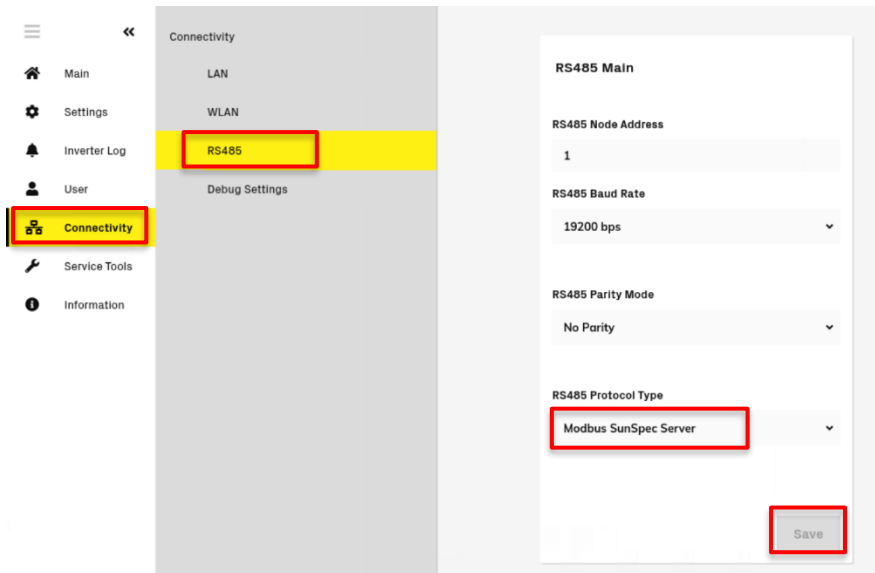 Main
Settings
Inverter Log
User
Connectivity
Service Tools
Information
Connectivity
LAN
WLAN
RS485
Debug Settings
RS485 Main
RS485 Node Address
1
RS485 Baud Rate
19200 bps
RS485 Parity Mode
No Parity
RS485 Protocol Type
Modbus SunSpec Server
Save